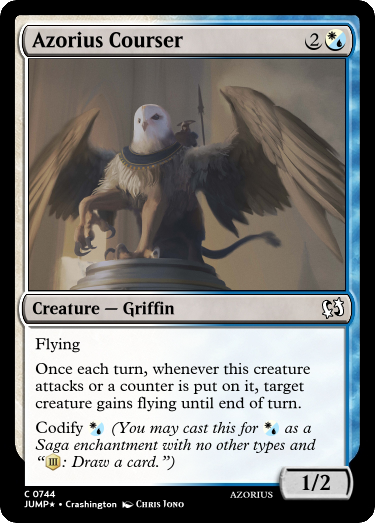 Azorius Courser 2
Creature — Griffin
Flying
Once each turn, whenever this creature
attacks or a counter is put on it, target
creature gains flying until end of turn.
Codify (You may cast this for as a
Saga enchantment with no other types and
“III: Draw a card.”)
1/2
C 0744
JUMP★ • Crashington Chris Jono AZORIUS